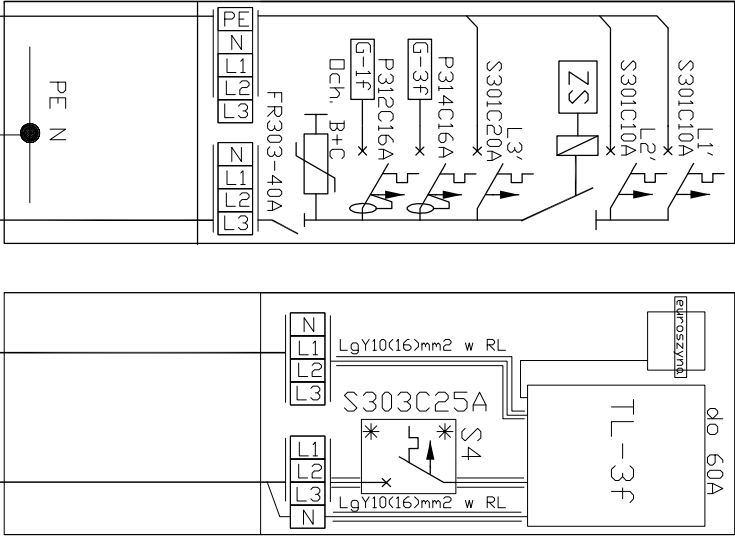 PE
N
L1
L2
L3
N
L1
L2
L3
PE N
FR303-40A
Och. B+C
G-1f
P312C16A
G-3f
P314C16A
S301C20A
L3'
ZS
S301C10A
L2'
S301C10A
L1'
N
L1
L2
L3
LgY10(16)mm2 w RL
S303C25A
S4
L1
L2
L3
N
LgY10(16)mm2 w RL
euroszyna
TL-3f
do 60A